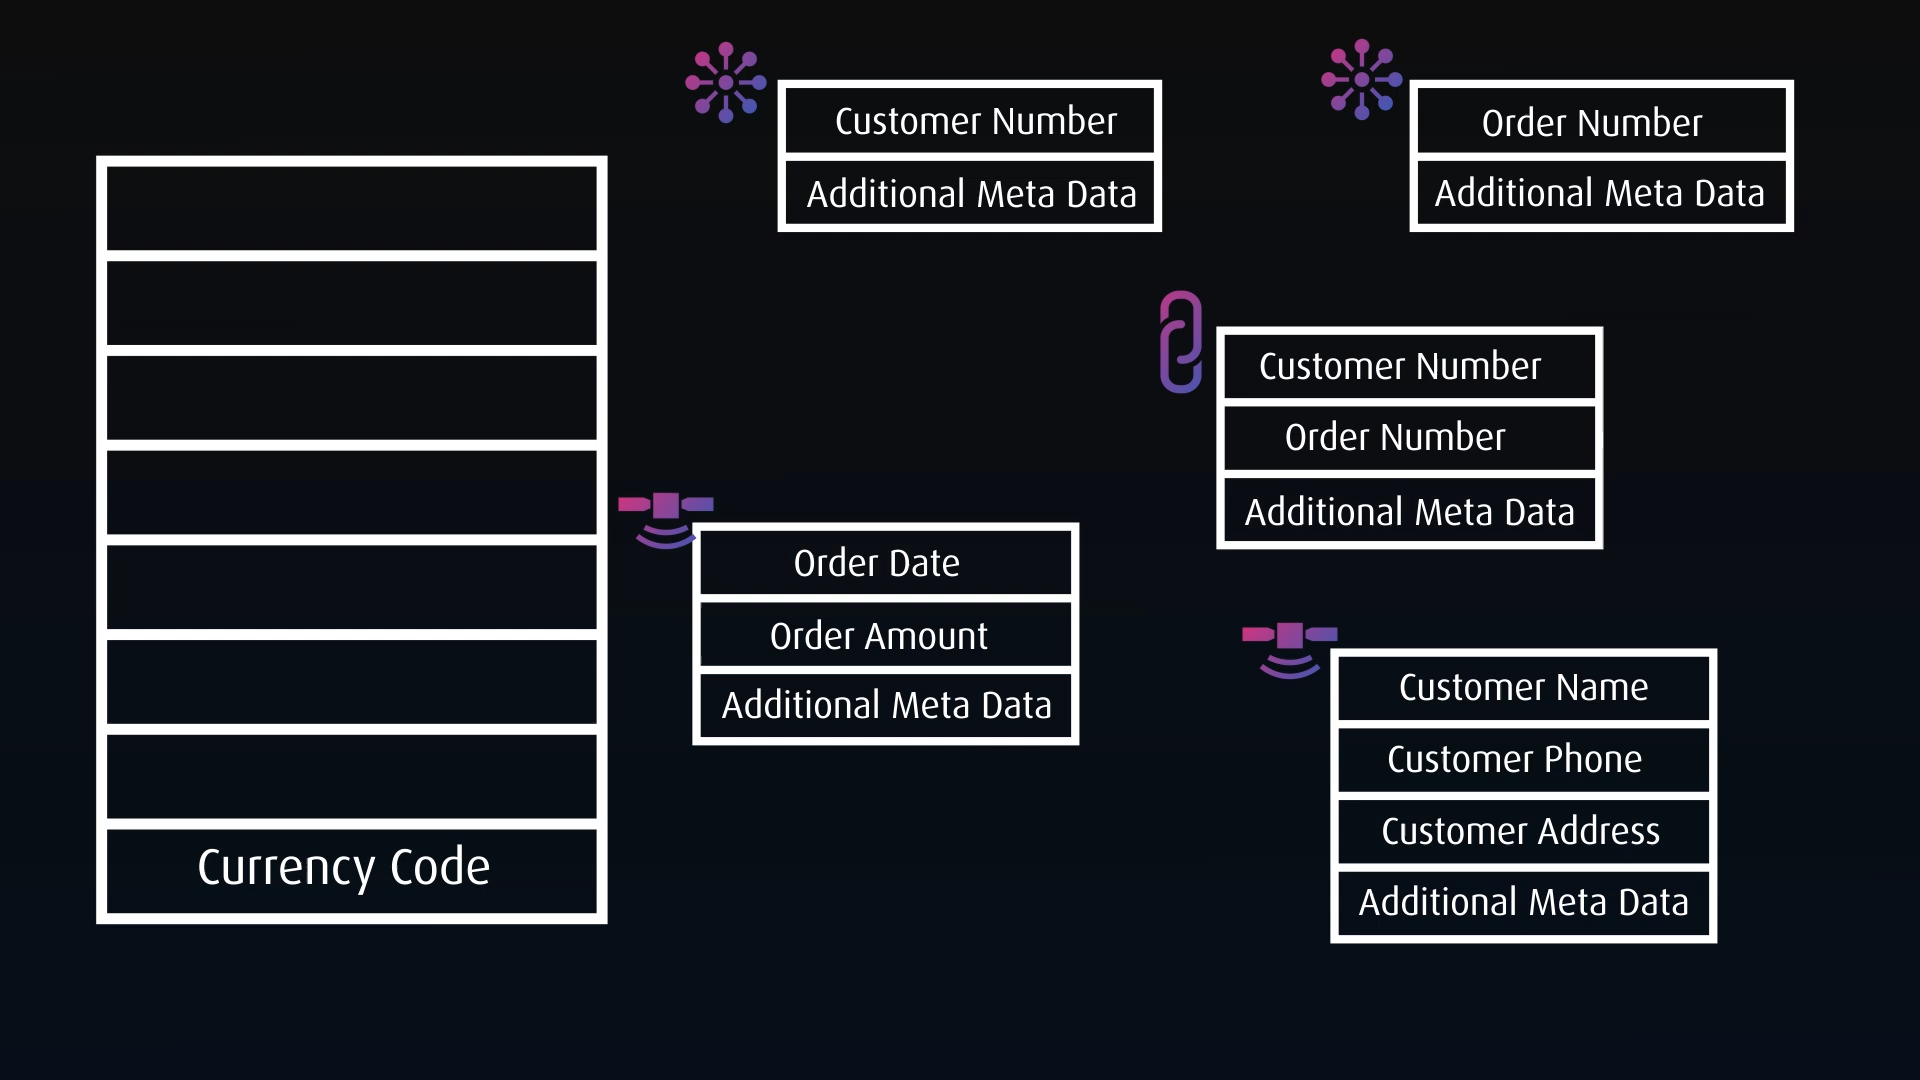 Customer Number
Additional Meta Data
Order Number
Additional Meta Data
Customer Number
Order Number
Additional Meta Data
Order Date
Order Amount
Additional Meta Data
Customer Name
Customer Phone
Customer Address
Additional Meta Data
Currency Code